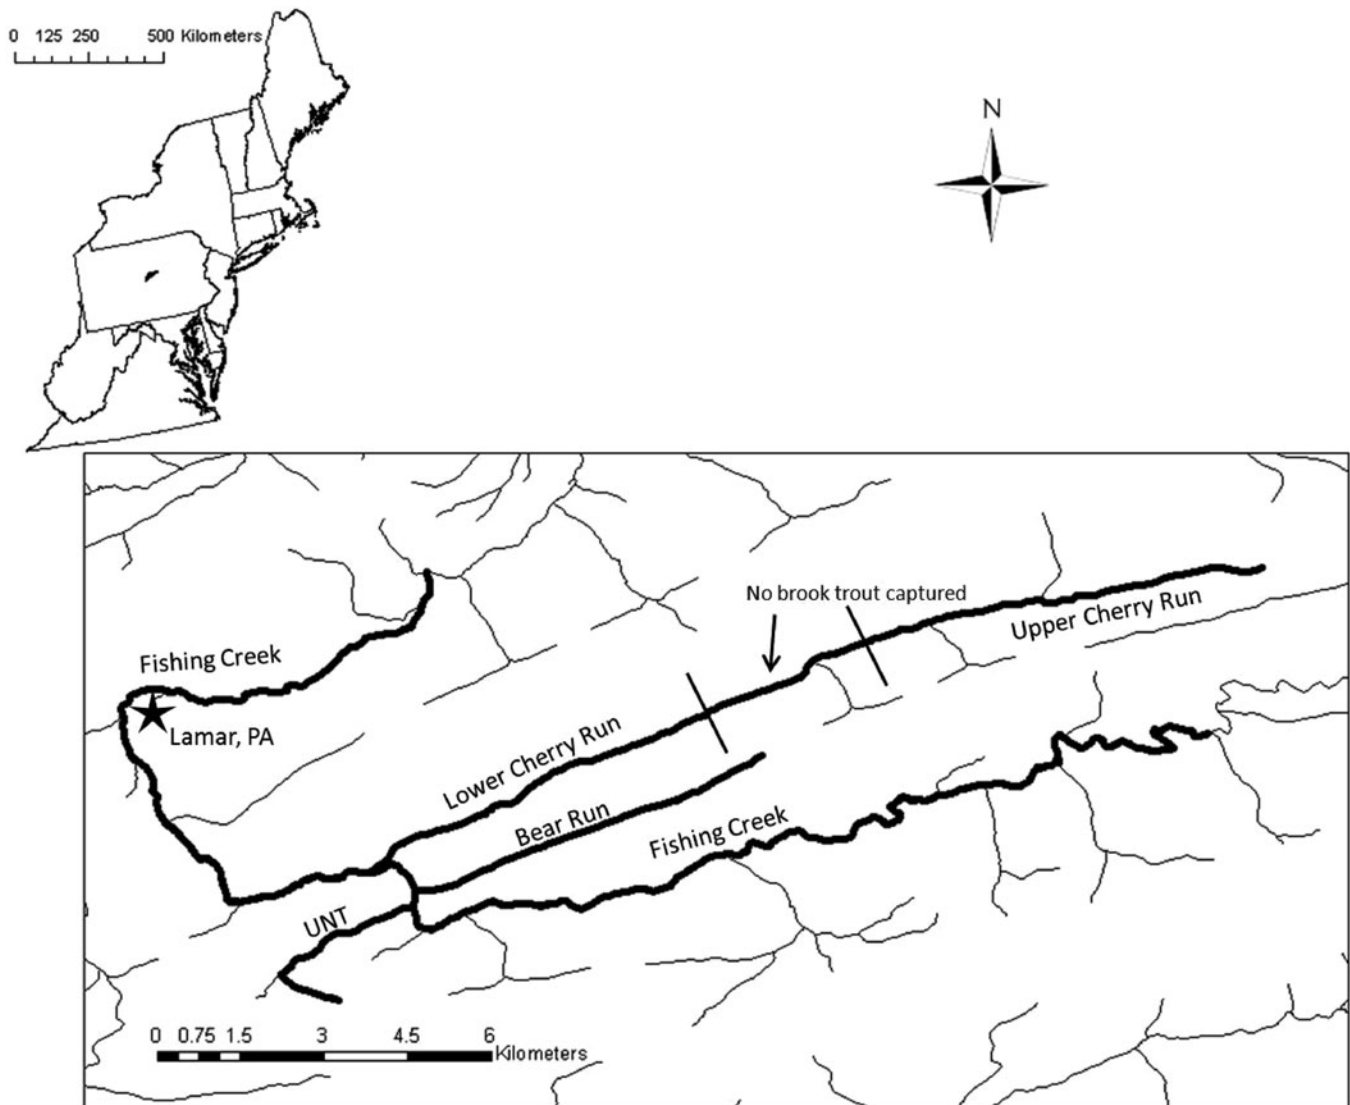 0 125 250 500 Kilometers
N
No brook trout captured
Upper Cherry Run
Fishing Creek
Lamar, PA
Lower Cherry Run
Bear Run
Fishing Creek
UNT
0 0.75 1.5 3 4.5 6
Kilometers